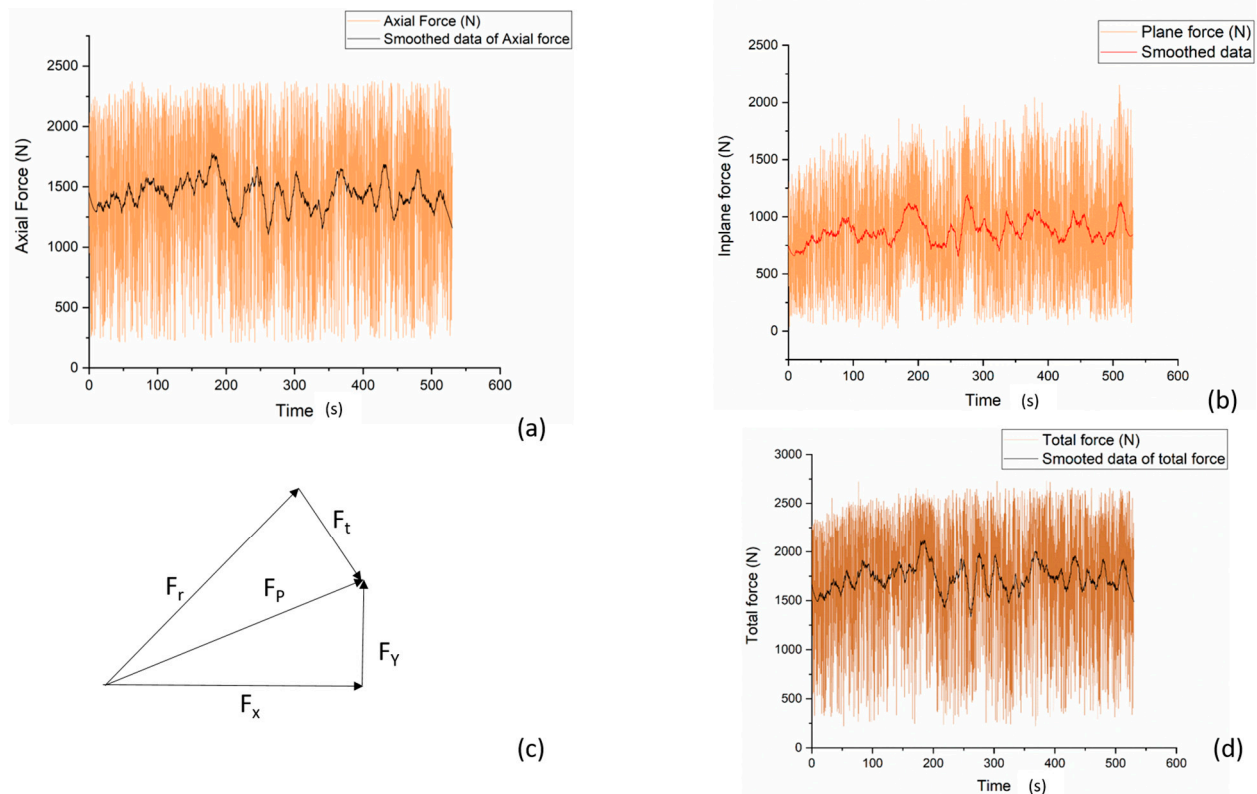 Axial Force (N)
Smoothed data of Axial force
2500
2000
1500
1000
500
0
Axial Force (N)
0 100 200 300 400 500 600
Time (s)
(a)
Plane force (N)
Smoothed data
2500
2000
1500
1000
500
0
Inplane force (N)
0 100 200 300 400 500 600
Time (s)
(b)
Fr
Ft
FP
FY
Fx
(c)
Total force (N)
Smooted data of total force
3000
2500
2000
1500
1000
500
0
Total force (N)
0 100 200 300 400 500 600
Time (s)
(d)